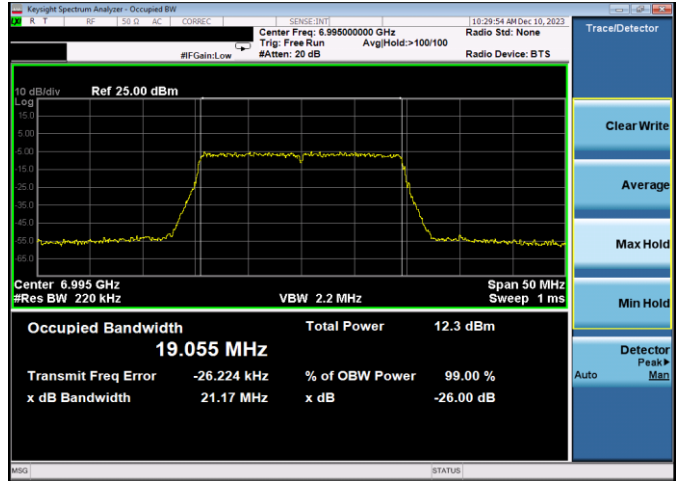 Keysight Spectrum Analyzer - Occupied BW
R T RF 50 Ω AC CORREC SENSE:INT 10:29:54 AM Dec 10, 2023
Center Freq: 6.995000000 GHz Radio Std: None
Trig: Free Run Avg|Hold:>100/100
#IFGain:Low #Atten: 20 dB Radio Device: BTS
Trace/Detector
10 dB/div Ref 25.00 dBm
Log
15.0
5.00
-5.00
-15.0
-25.0
-35.0
-45.0
-55.0
-65.0
Center 6.995 GHz Span 50 MHz
#Res BW 220 kHz VBW 2.2 MHz Sweep 1 ms
Occupied Bandwidth Total Power 12.3 dBm
19.055 MHz
Transmit Freq Error -26.224 kHz % of OBW Power 99.00 %
x dB Bandwidth 21.17 MHz x dB -26.00 dB
Clear Write
Average
Max Hold
Min Hold
Detector
Peak▶
Auto Man
MSG STATUS